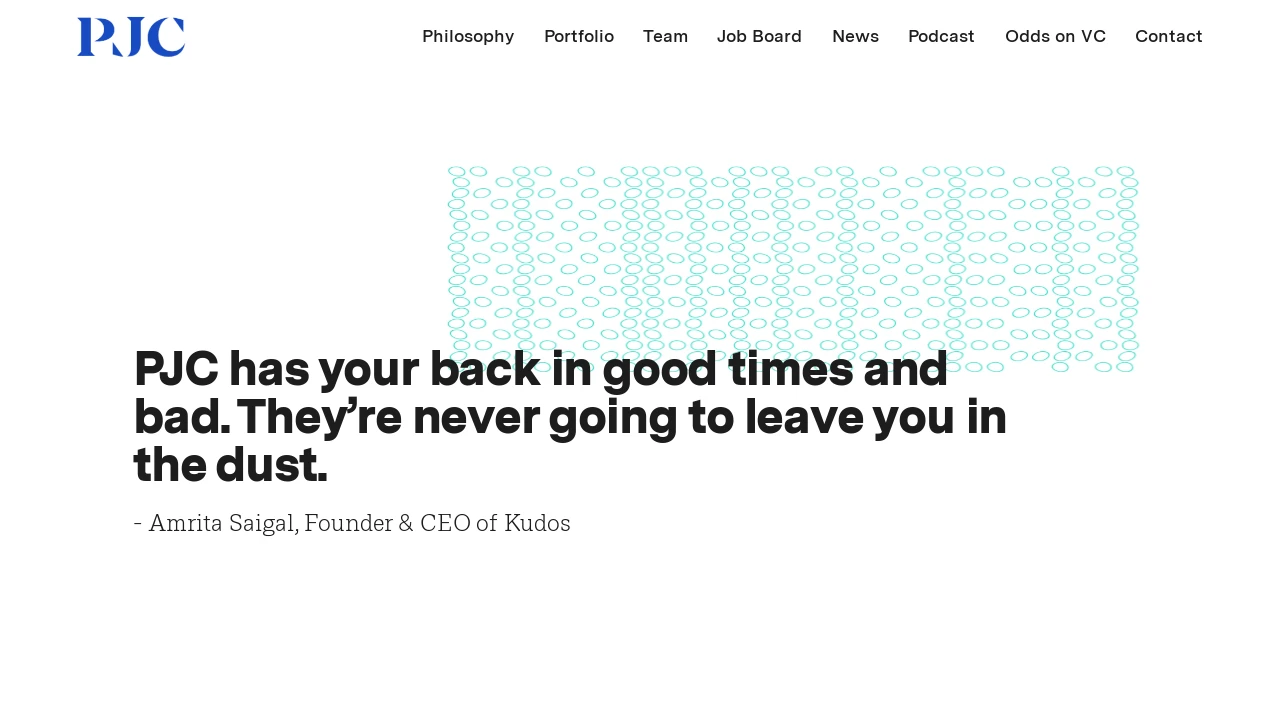 PJC
Philosophy Portfolio Team Job Board News Podcast Odds on VC Contact
PJC has your back in good times and
bad. They’re never going to leave you in
the dust.
- Amrita Saigal, Founder & CEO of Kudos